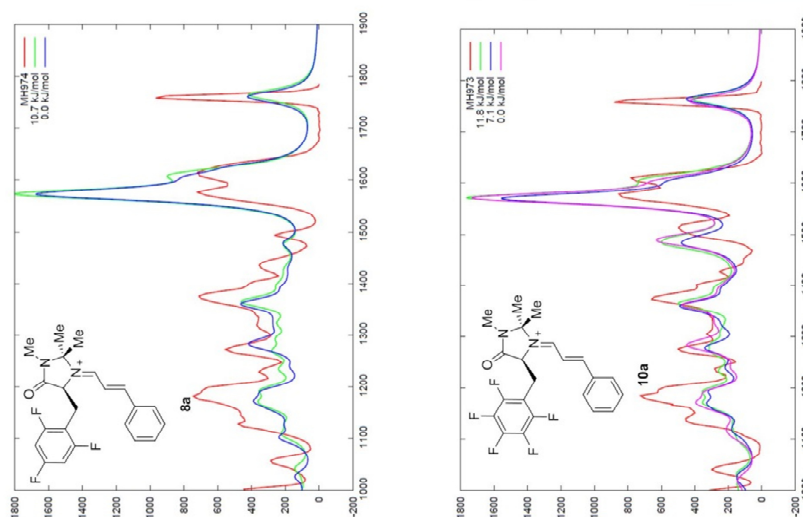 1900
1800
1700
1600
1500
1400
1300
1200
1100
1000
MH974
10.7 kJ/mol
0.0 kJ/mol
Me
N
Me
Me
O
N
+
F
F
F
8a
1800
1600
1400
1200
1000
800
600
400
200
0
-200
MH973
11.8 kJ/mol
7.1 kJ/mol
0.0 kJ/mol
Me
N
Me
Me
O
N
+
F
F
F
F
F
10a
1800
1600
1400
1200
1000
800
600
400
200
0
-200